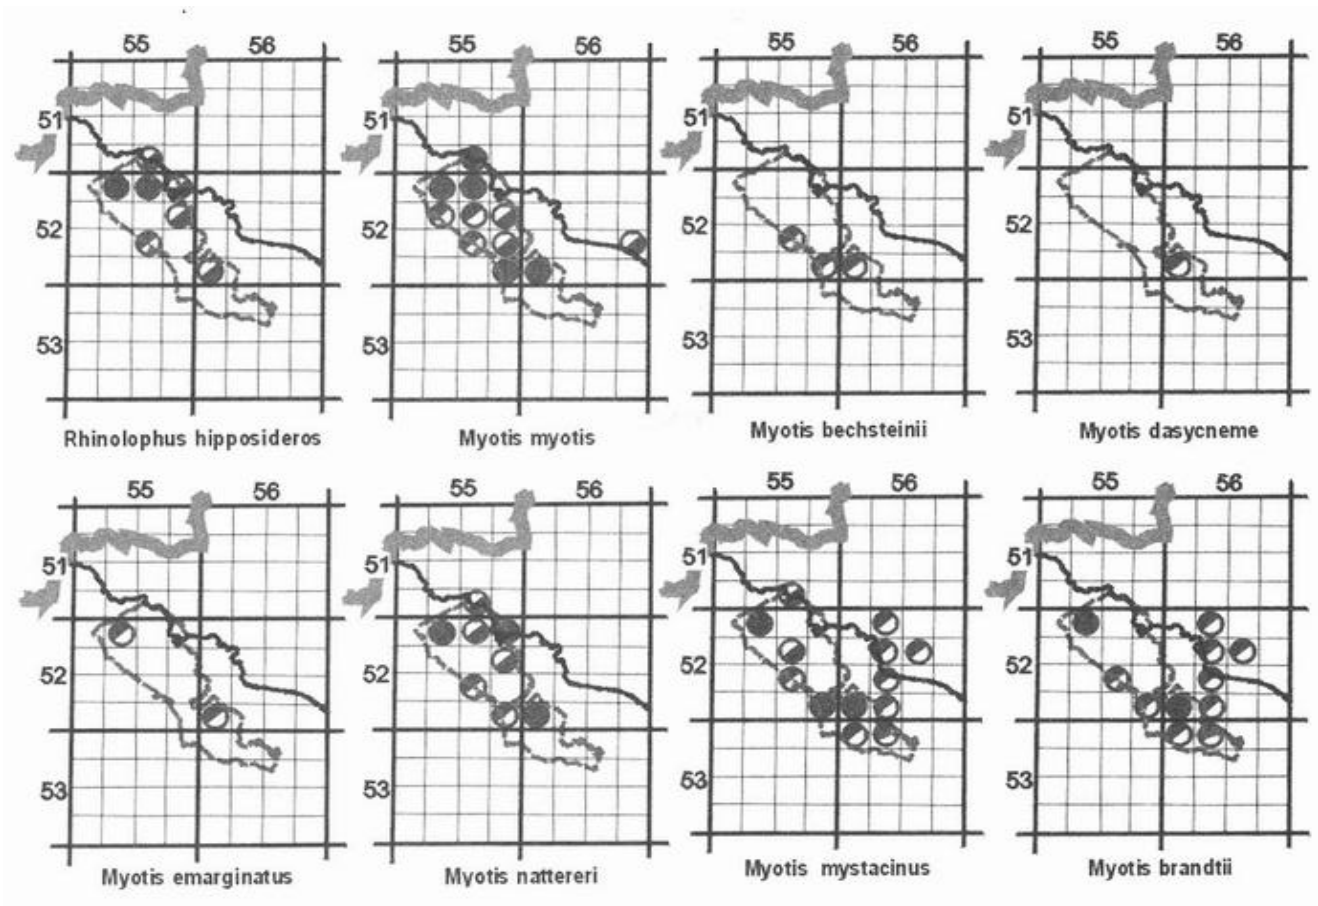 55 56 55 56 55 56 55 56
51 51 51 51
52 52 52 52
53 53 53 53
Rhinolophus hipposideros Myotis myotis Myotis bechsteinii Myotis dasycneme
55 56 55 56 55 56 55 56
51 51 51 51
52 52 52 52
53 53 53 53
Myotis emarginatus Myotis nattereri Myotis mystacinus Myotis brandtii